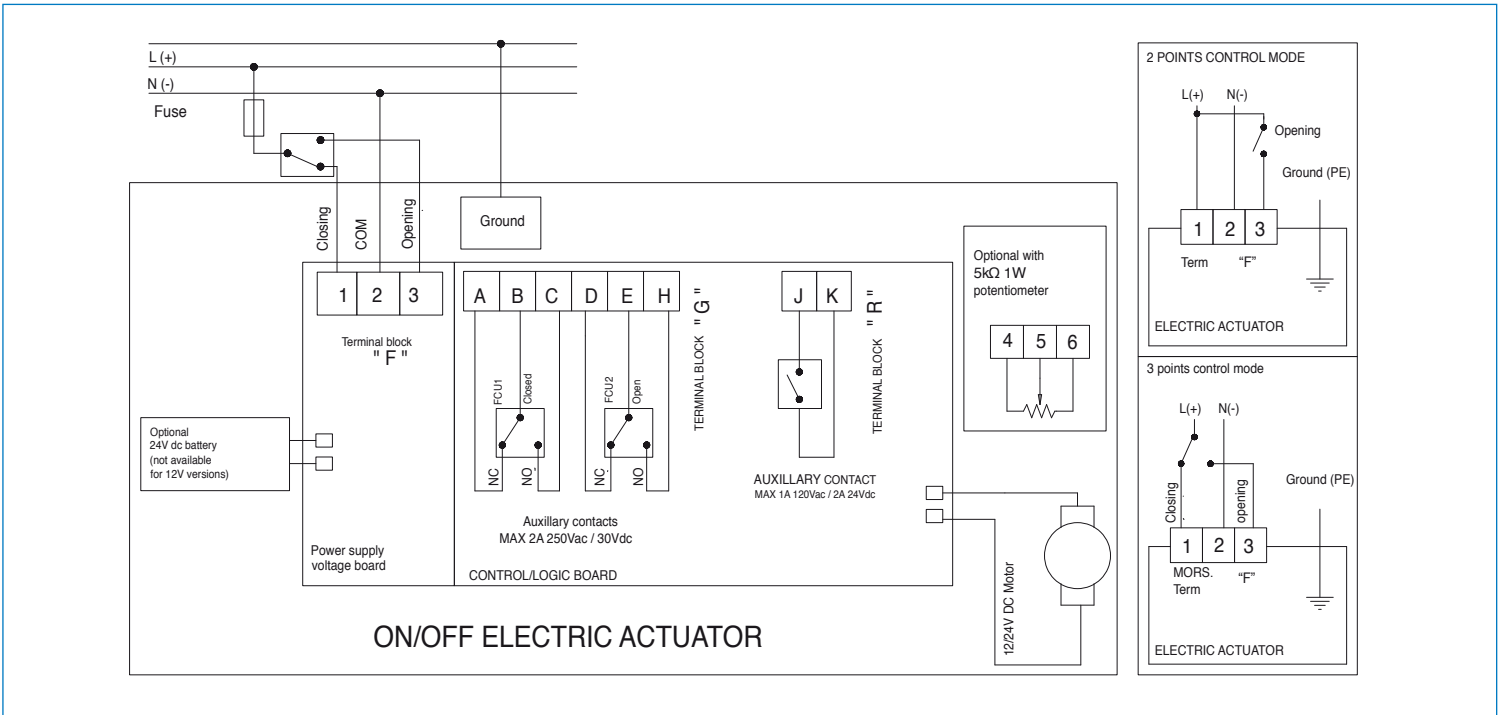 L (+)
N (-)
Fuse
Closing
COM
Opening
Ground
1 2 3
Terminal block
" F "
A B C D E H
TERMINAL BLOCK " G "
FCU1
Closed
FCU2
Open
NC
NO
NC
NO
Auxillary contacts
MAX 2A 250Vac / 30Vdc
J K
TERMINAL BLOCK " R "
AUXILLARY CONTACT
MAX 1A 120Vac / 2A 24Vdc
Optional with
5kΩ 1W
potentiometer
4 5 6
Optional
24V dc battery
(not available
for 12V versions)
Power supply
voltage board
CONTROL/LOGIC BOARD
12/24V DC Motor
ON/OFF ELECTRIC ACTUATOR
2 POINTS CONTROL MODE
L(+) N(-)
Opening
Ground (PE)
1 2 3
Term "F"
ELECTRIC ACTUATOR
3 points control mode
L(+) N(-)
Closing
opening
Ground (PE)
1 2 3
MORS.
Term
"F"
ELECTRIC ACTUATOR